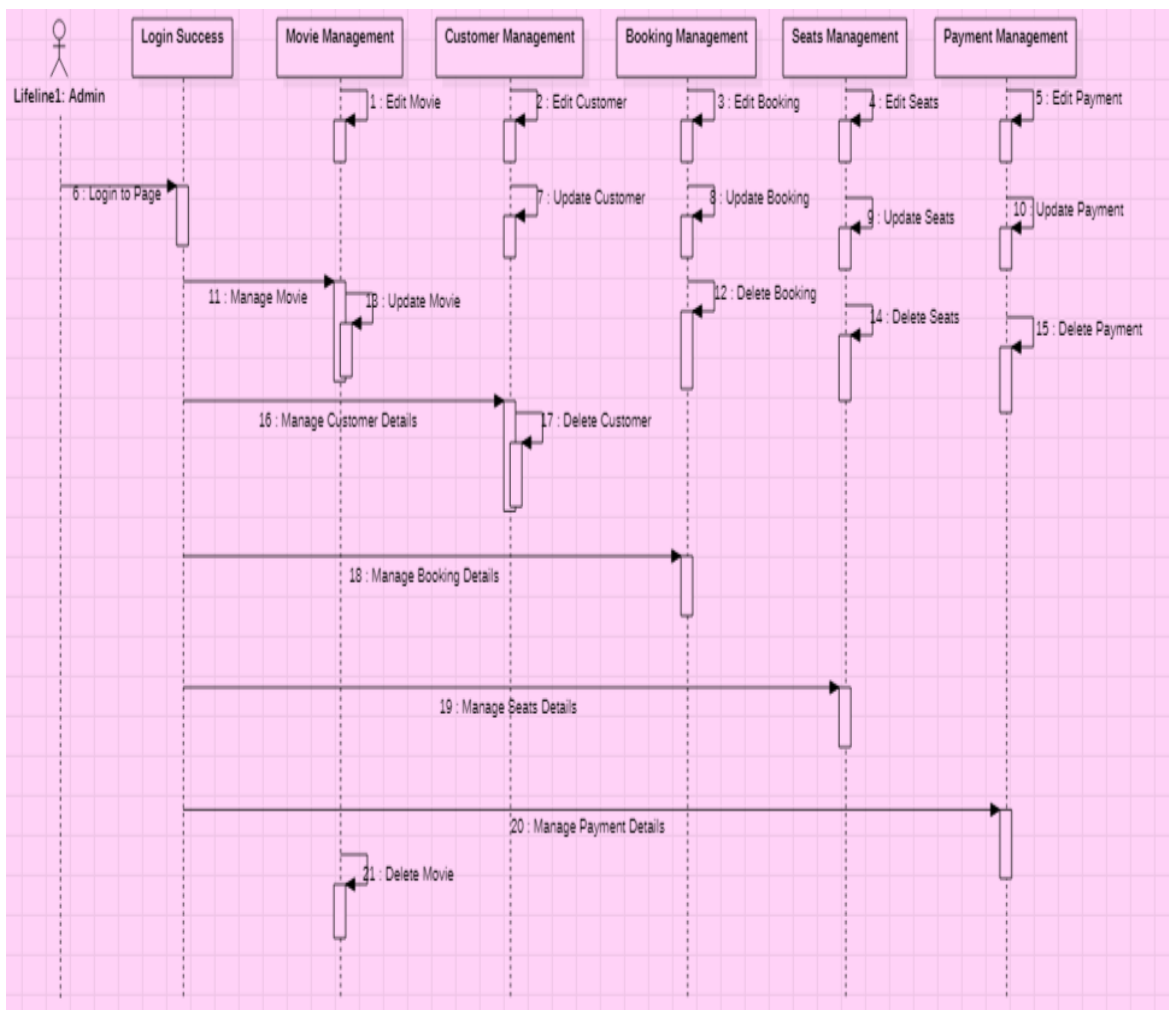 Login Success
Movie Management
Customer Management
Booking Management
Seats Management
Payment Management
Lifeline1: Admin
1 : Edit Movie
2 : Edit Customer
3 : Edit Booking
4 : Edit Seats
5 : Edit Payment
6 : Login to Page
7 : Update Customer
8 : Update Booking
9 : Update Seats
10 : Update Payment
11 : Manage Movie
12 : Delete Booking
13 : Update Movie
14 : Delete Seats
15 : Delete Payment
16 : Manage Customer Details
17 : Delete Customer
18 : Manage Booking Details
19 : Manage Seats Details
20 : Manage Payment Details
21 : Delete Movie